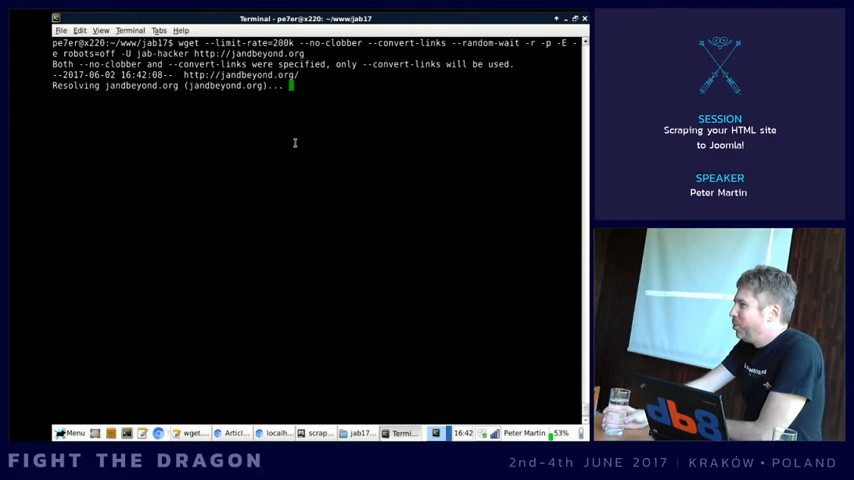 Terminal - pe7er@x220: ~/www/jab17
File Edit View Terminal Tabs Help
pe7er@x220:~/www/jab17$ wget --limit-rate=200k --no-clobber --convert-links --random-wait -r -p -E -
e robots=off -U jab-hacker http://jandbeyond.org
Both --no-clobber and --convert-links were specified, only --convert-links will be used.
--2017-06-02 16:42:08--  http://jandbeyond.org/
Resolving jandbeyond.org (jandbeyond.org)...
Menu wget.... Articl... localh... scrap... jab17... Termi... 16:42 Peter Martin 53%
SESSION
Scraping your HTML site
to Joomla!
SPEAKER
Peter Martin
db8
FIGHT THE DRAGON
2nd-4th JUNE 2017 | KRAKÓW • POLAND